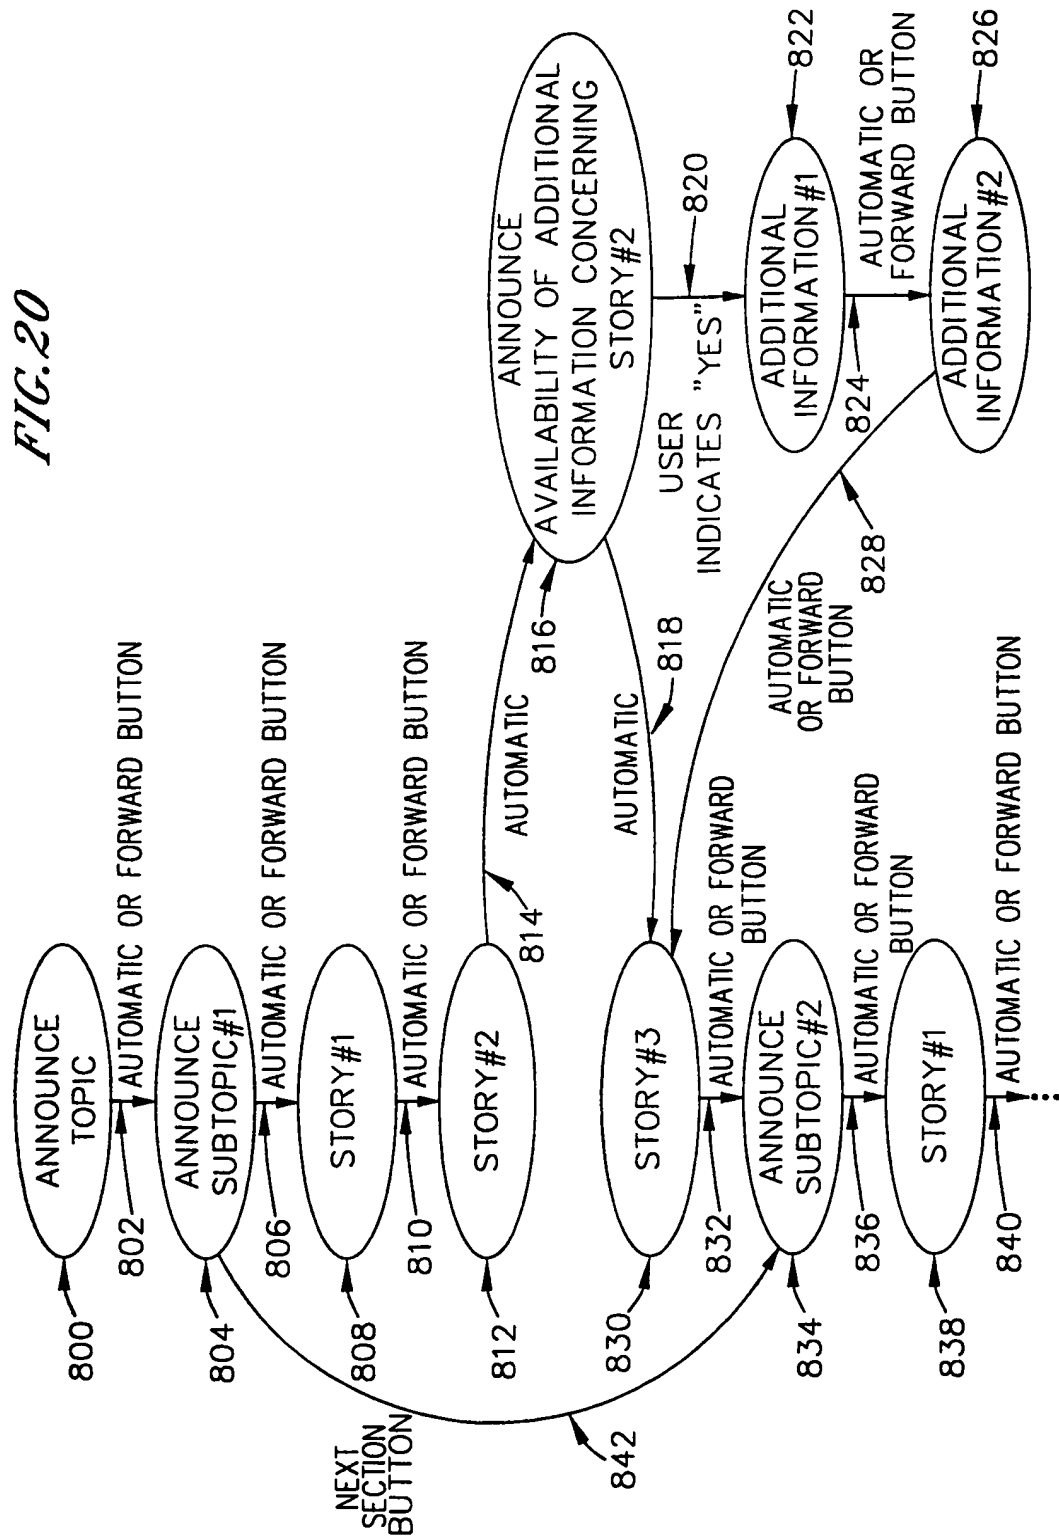 FIG.20
800
ANNOUNCE
TOPIC
802
AUTOMATIC OR FORWARD BUTTON
804
ANNOUNCE
SUBTOPIC#1
806
AUTOMATIC OR FORWARD BUTTON
808
STORY#1
810
AUTOMATIC OR FORWARD BUTTON
812
STORY#2
814
AUTOMATIC
816
ANNOUNCE
AVAILABILITY OF ADDITIONAL
INFORMATION CONCERNING
STORY#2
AUTOMATIC
818
USER
INDICATES "YES"
820
ADDITIONAL
INFORMATION#1
822
824
AUTOMATIC OR
FORWARD BUTTON
ADDITIONAL
INFORMATION#2
826
AUTOMATIC
OR FORWARD
BUTTON
828
830
STORY#3
832
AUTOMATIC OR FORWARD
BUTTON
834
ANNOUNCE
SUBTOPIC#2
836
AUTOMATIC OR FORWARD
BUTTON
838
STORY#1
840
AUTOMATIC OR FORWARD BUTTON
NEXT
SECTION
BUTTON
842